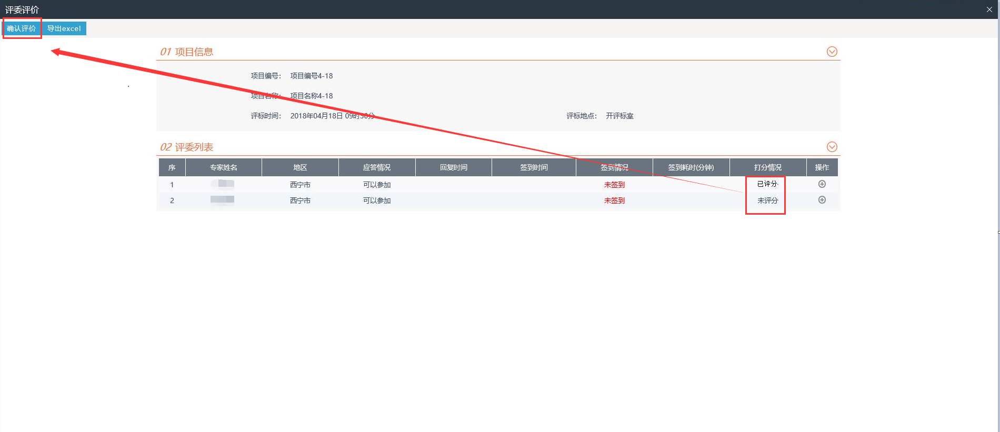 评委评价
确认评价 导出excel
01 项目信息
项目编号： 项目编号4-18
项目名称： 项目名称4-18
评标时间： 2018年04月18日 09时30分 评标地点： 开评标室
02 评委列表
序 专家姓名 地区 应答情况 回复时间 签到时间 签到情况 签到耗时(分钟) 打分情况 操作
1 西宁市 可以参加 未签到 已评分
2 西宁市 可以参加 未签到 未评分